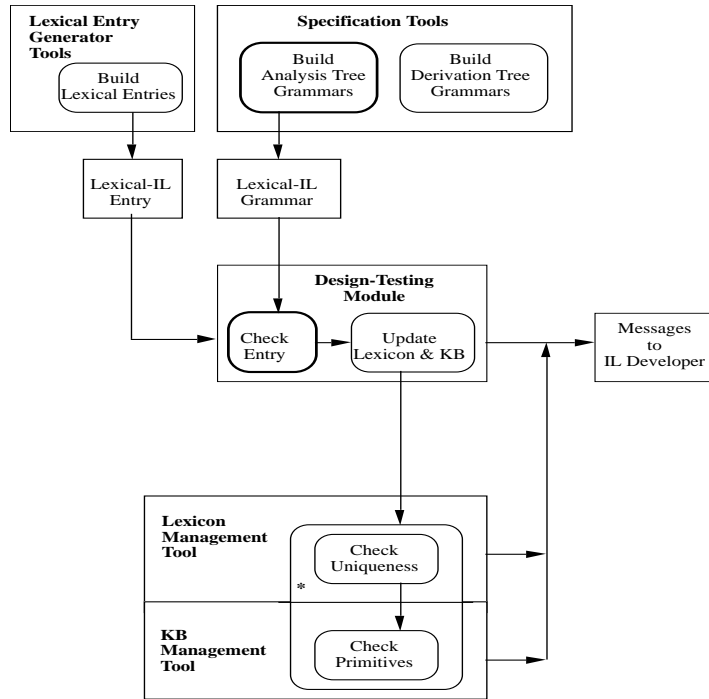 Lexical Entry
Generator
Tools
Build
Lexical Entries
Specification Tools
Build
Analysis Tree
Grammars
Build
Derivation Tree
Grammars
Lexical-IL
Entry
Lexical-IL
Grammar
Design-Testing
Module
Check
Entry
Update
Lexicon & KB
Messages
to
IL Developer
Lexicon
Management
Tool
Check
Uniqueness
*
KB
Management
Tool
Check
Primitives